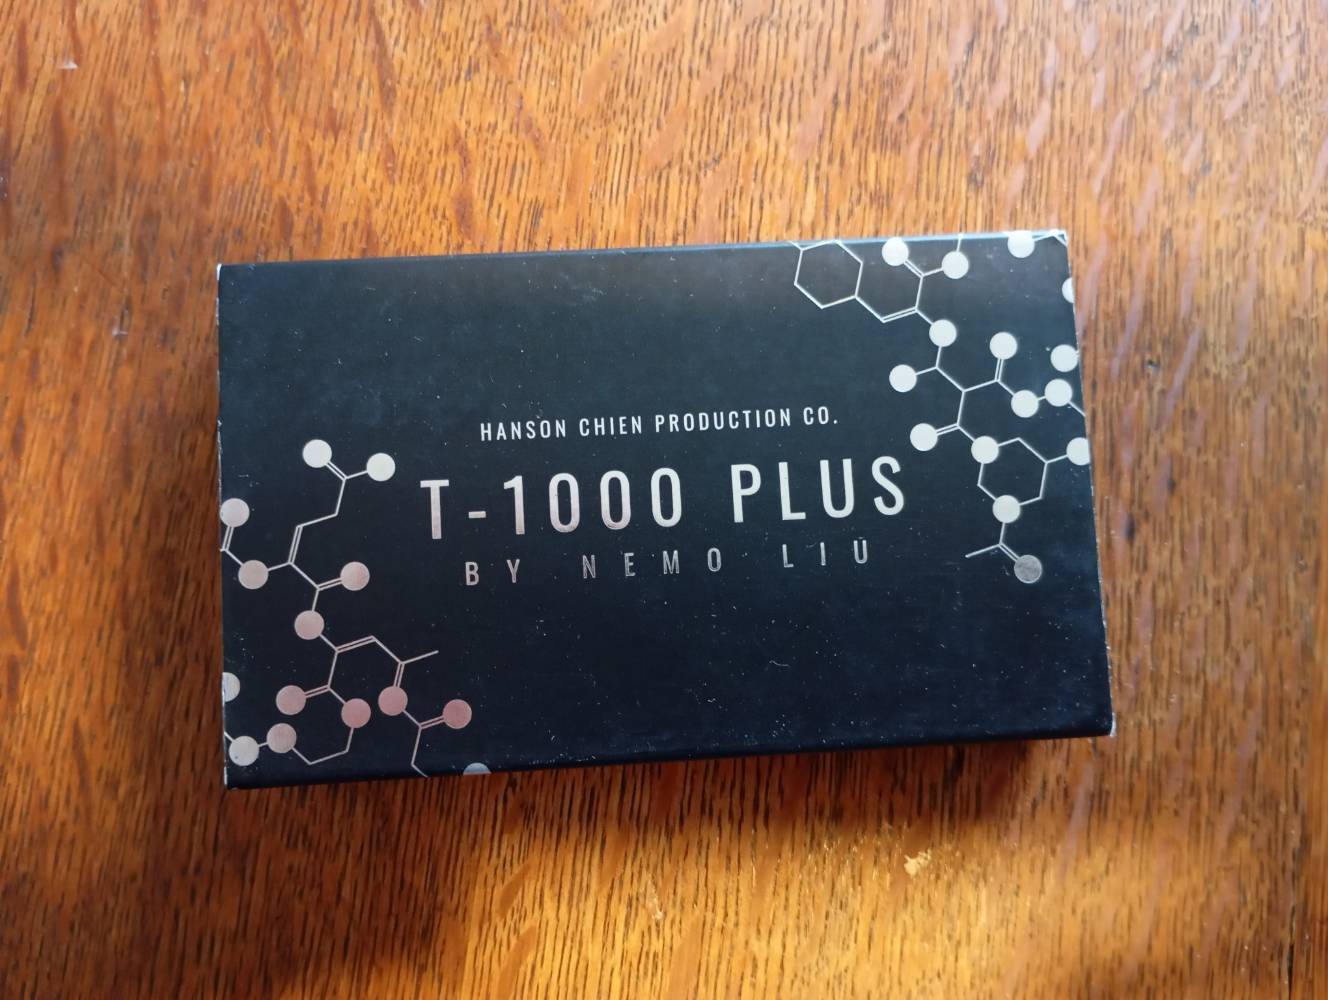 HANSON CHIEN PRODUCTION CO.
T-1000 PLUS
BY NEMO LIU